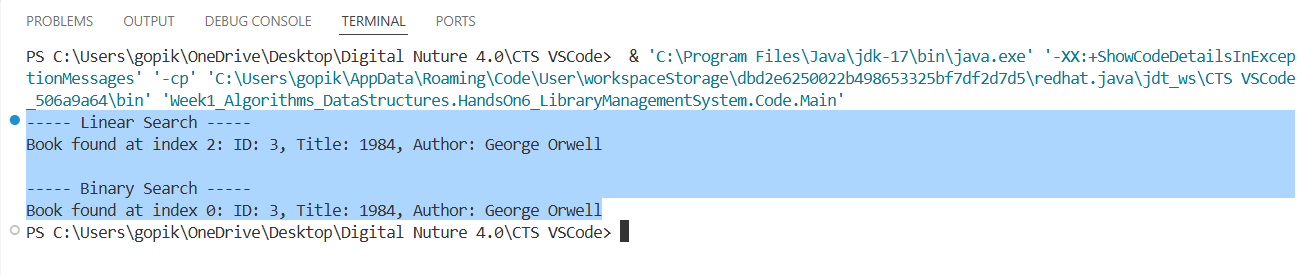 PROBLEMS OUTPUT DEBUG CONSOLE TERMINAL PORTS
PS C:\Users\gopik\OneDrive\Desktop\Digital Nuture 4.0\CTS VSCode>  & 'C:\Program Files\Java\jdk-17\bin\java.exe' '-XX:+ShowCodeDetailsInExcep
tionMessages' '-cp' 'C:\Users\gopik\AppData\Roaming\Code\User\workspaceStorage\dbd2e6250022b498653325bf7df2d7d5\redhat.java\jdt_ws\CTS VSCode
_506a9a64\bin' 'Week1_Algorithms_DataStructures.HandsOn6_LibraryManagementSystem.Code.Main'
----- Linear Search -----
Book found at index 2: ID: 3, Title: 1984, Author: George Orwell
----- Binary Search -----
Book found at index 0: ID: 3, Title: 1984, Author: George Orwell
PS C:\Users\gopik\OneDrive\Desktop\Digital Nuture 4.0\CTS VSCode>